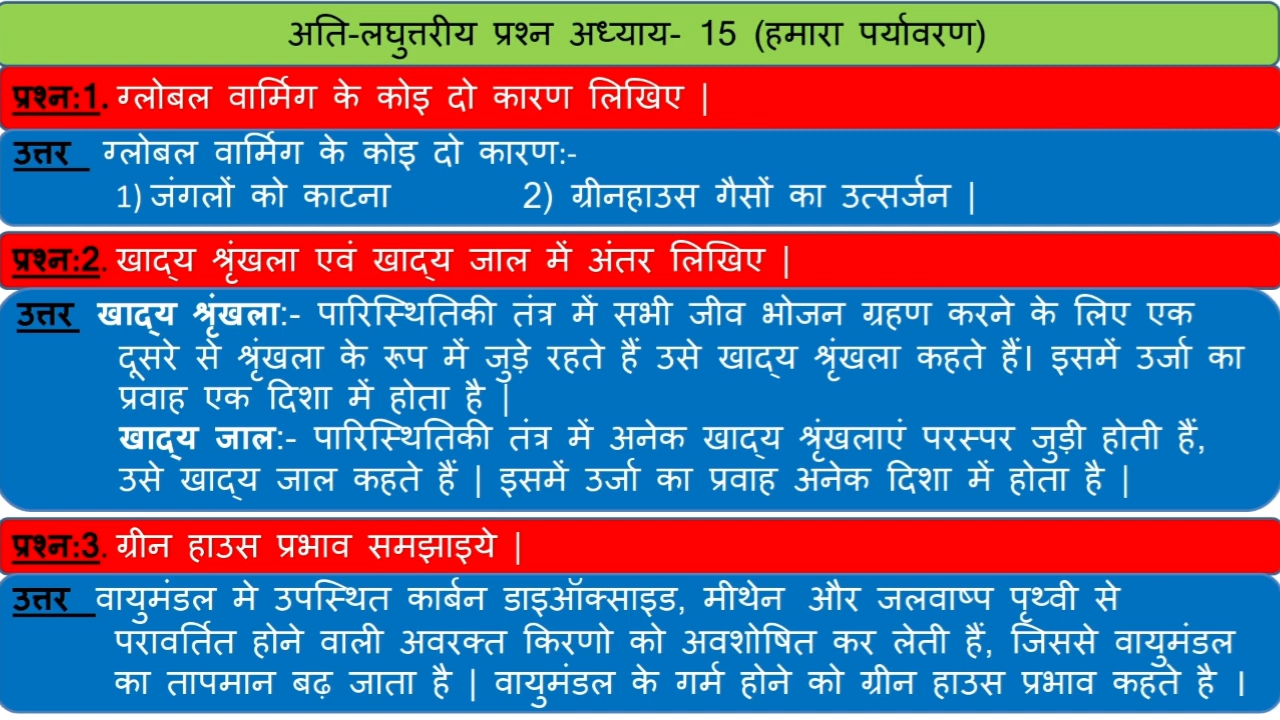 अति-लघुत्तरीय प्रश्न अध्याय- 15 (हमारा पर्यावरण)
प्रश्न:1. ग्लोबल वार्मिग के कोइ दो कारण लिखिए |
उत्तर ग्लोबल वार्मिग के कोइ दो कारण:-
1) जंगलों को काटना 2) ग्रीनहाउस गैसों का उत्सर्जन |
प्रश्न:2. खाद्य श्रृंखला एवं खाद्य जाल में अंतर लिखिए |
उत्तर खाद्य श्रृंखला:- पारिस्थितिकी तंत्र में सभी जीव भोजन ग्रहण करने के लिए एक
दूसरे से श्रृंखला के रूप में जुड़े रहते हैं उसे खाद्य श्रृंखला कहते हैं। इसमें उर्जा का
प्रवाह एक दिशा में होता है |
खाद्य जाल:- पारिस्थितिकी तंत्र में अनेक खाद्य श्रृंखलाएं परस्पर जुड़ी होती हैं,
उसे खाद्य जाल कहते हैं | इसमें उर्जा का प्रवाह अनेक दिशा में होता है |
प्रश्न:3. ग्रीन हाउस प्रभाव समझाइये |
उत्तर वायुमंडल मे उपस्थित कार्बन डाइऑक्साइड, मीथेन और जलवाष्प पृथ्वी से
परावर्तित होने वाली अवरक्त किरणो को अवशोषित कर लेती हैं, जिससे वायुमंडल
का तापमान बढ़ जाता है | वायुमंडल के गर्म होने को ग्रीन हाउस प्रभाव कहते है ।